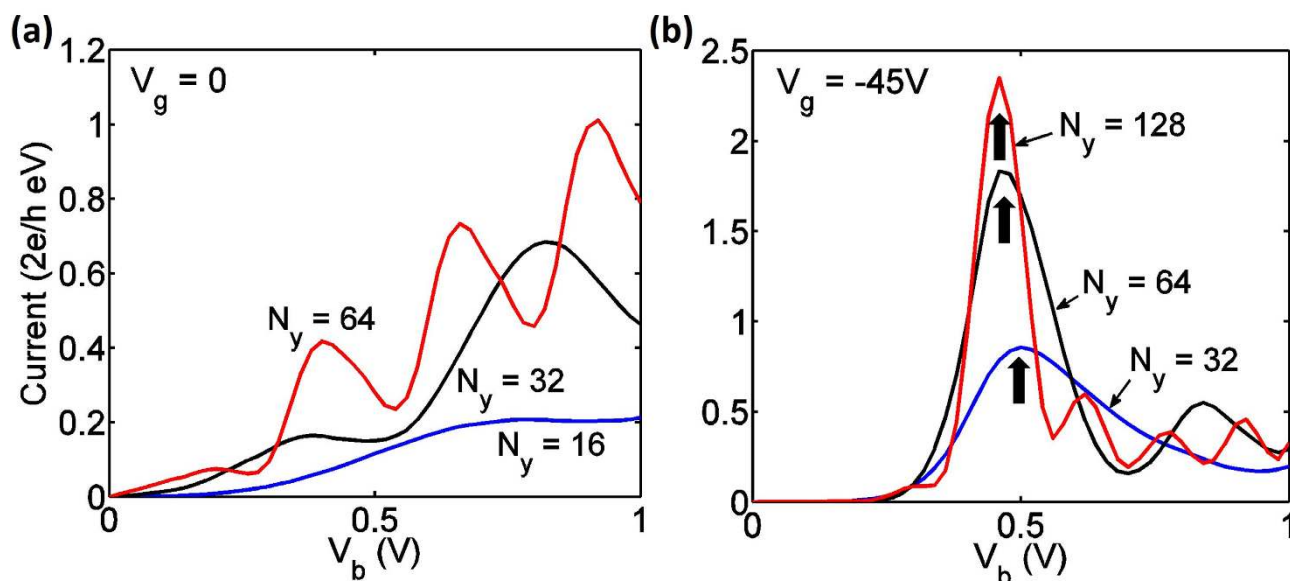 (a)
V_g = 0
Current (2e/h eV)
1.2
1
0.8
0.6
0.4
0.2
0
N_y = 64
N_y = 32
N_y = 16
0
0.5
1
V_b (V)
(b)
V_g = -45V
2.5
2
1.5
1
0.5
0
N_y = 128
N_y = 64
N_y = 32
0
0.5
1
V_b (V)